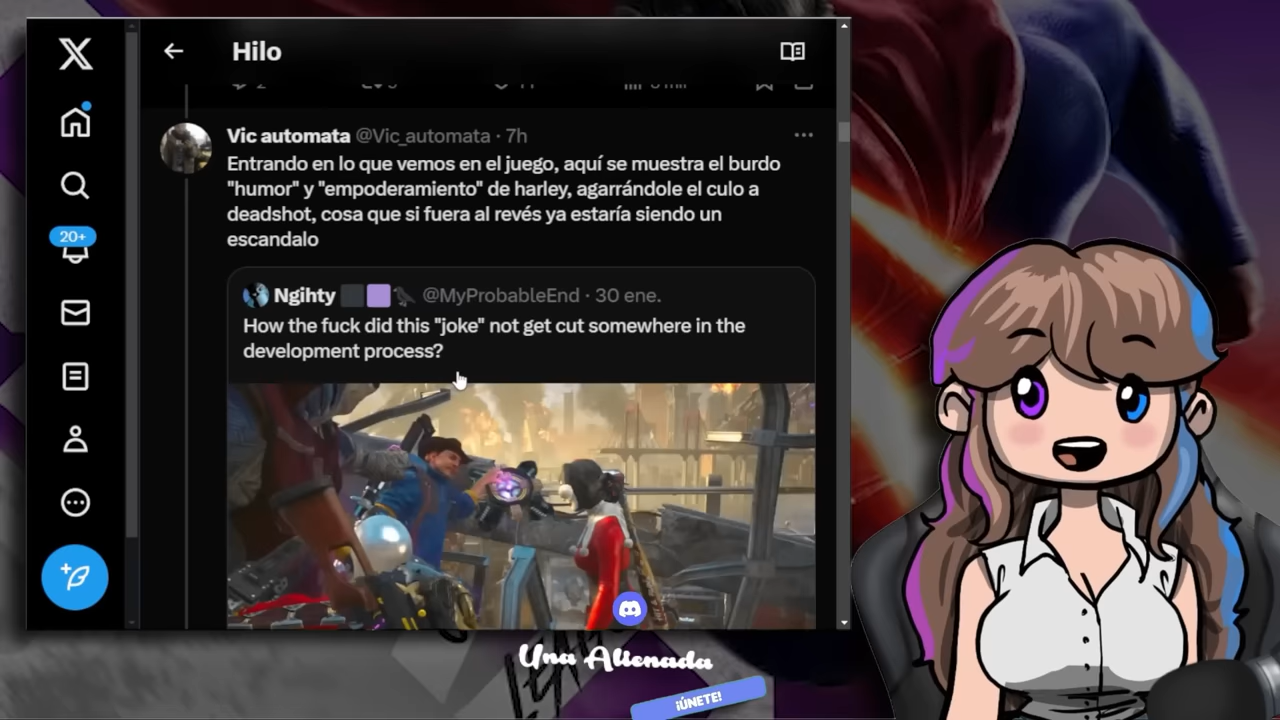 Hilo
Vic automata @Vic_automata · 7h
Entrando en lo que vemos en el juego, aquí se muestra el burdo
"humor" y "empoderamiento" de harley, agarrándole el culo a
deadshot, cosa que si fuera al revés ya estaría siendo un
escandalo
20+
Ngihty @MyProbableEnd · 30 ene.
How the fuck did this "joke" not get cut somewhere in the
development process?
Una Alienada
¡ÚNETE!